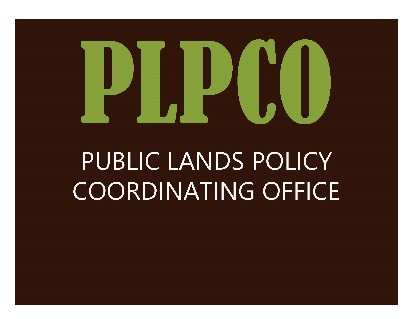 PLPCO
PUBLIC LANDS POLICY
COORDINATING OFFICE